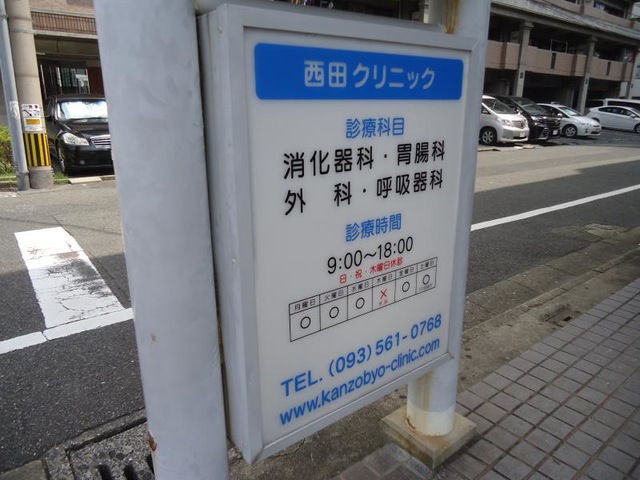 西田クリニック
診療科目
消化器科・胃腸科
外 科・呼吸器科
診療時間
9:00～18:00
日・祝・木曜日休診
月曜日 火曜日 水曜日 木曜日 金曜日 土曜日
○ ○ ○ × ○ ○
TEL. (093) 561-0768
www.kanzobyo-clinic.com